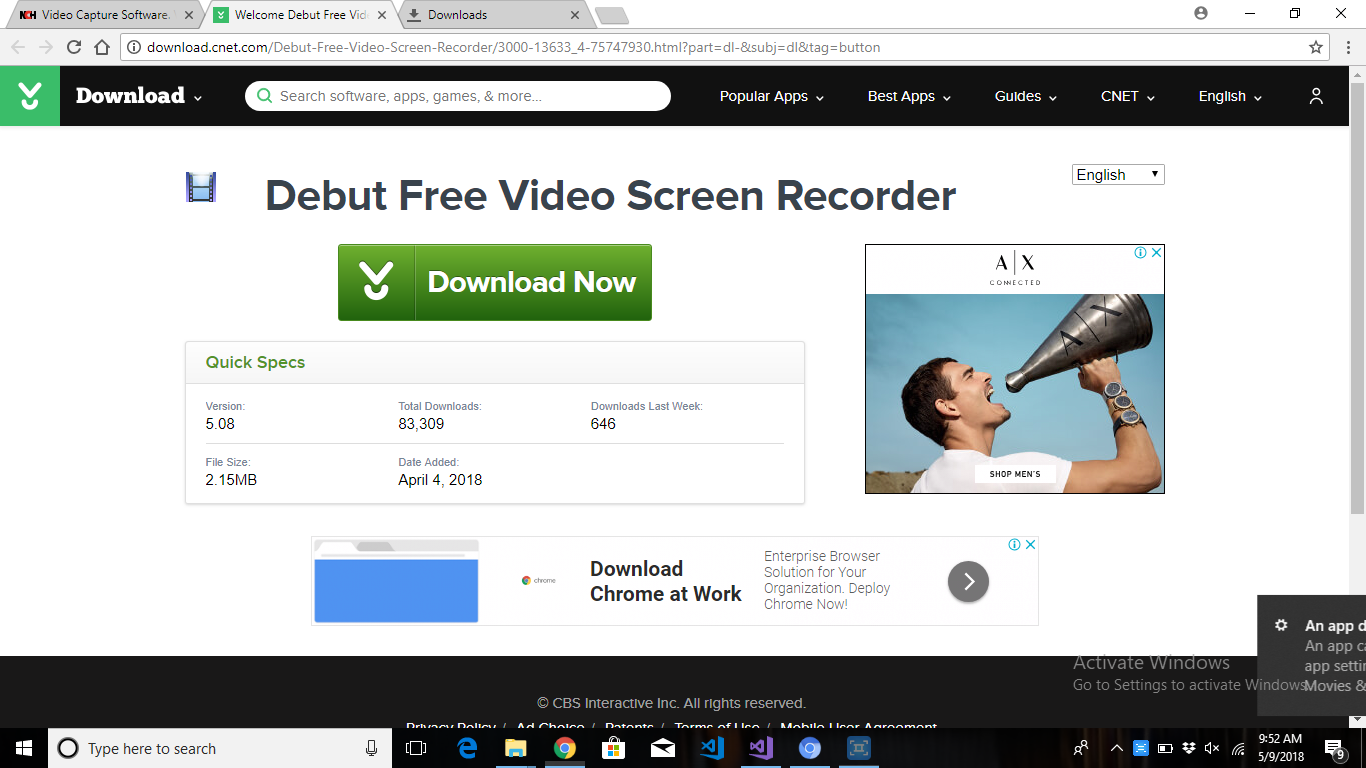 NCH Video Capture Software.
Welcome Debut Free Vid
Downloads
download.cnet.com/Debut-Free-Video-Screen-Recorder/3000-13633_4-75747930.html?part=dl-&subj=dl&tag=button
Download
Search software, apps, games, & more...
Popular Apps
Best Apps
Guides
CNET
English
Debut Free Video Screen Recorder
English
Download Now
A|X
CONNECTED
AX
SHOP MEN'S
Quick Specs
Version:
5.08
Total Downloads:
83,309
Downloads Last Week:
646
File Size:
2.15MB
Date Added:
April 4, 2018
chrome
Download
Chrome at Work
Enterprise Browser
Solution for Your
Organization. Deploy
Chrome Now!
An app d
An app ca
app settin
Movies &
Activate Windows
Go to Settings to activate Windows.
© CBS Interactive Inc. All rights reserved.
Privacy Policy / Ad Choice / Patents / Terms of Use / Mobile User Agreement
Type here to search
9:52 AM
5/9/2018
9